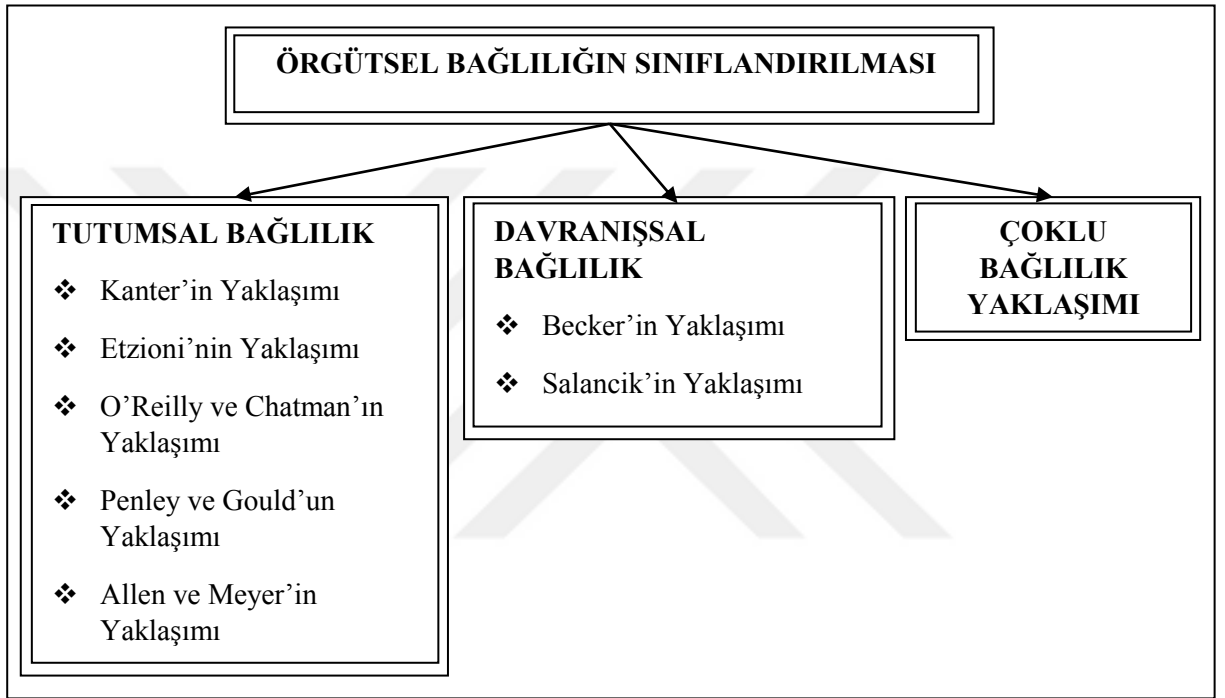 ÖRGÜTSEL BAĞLILIĞIN SINIFLANDIRILMASI
TUTUMSAL BAĞLILIK
❖ Kanter’in Yaklaşımı
❖ Etzioni’nin Yaklaşımı
❖ O’Reilly ve Chatman’ın
Yaklaşımı
❖ Penley ve Gould’un
Yaklaşımı
❖ Allen ve Meyer’in
Yaklaşımı
DAVRANIŞSAL
BAĞLILIK
❖ Becker’in Yaklaşımı
❖ Salancik’in Yaklaşımı
ÇOKLU
BAĞLILIK
YAKLAŞIMI